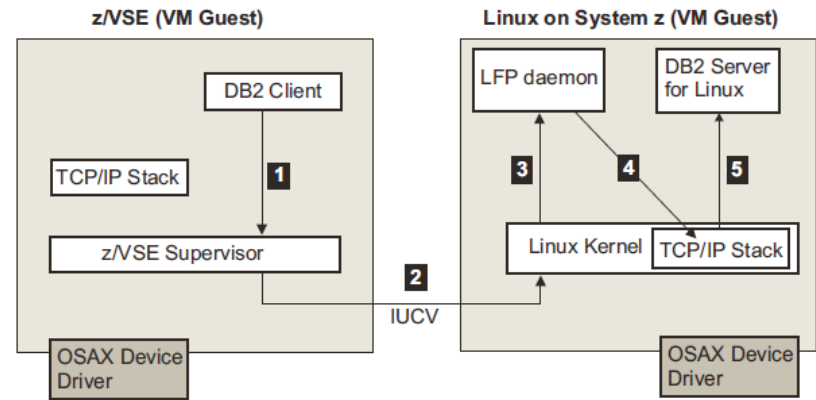 z/VSE (VM Guest)
Linux on System z (VM Guest)
DB2 Client
TCP/IP Stack
1
z/VSE Supervisor
2
IUCV
OSAX Device
Driver
LFP daemon
DB2 Server
for Linux
3
4
5
Linux Kernel
TCP/IP Stack
OSAX Device
Driver